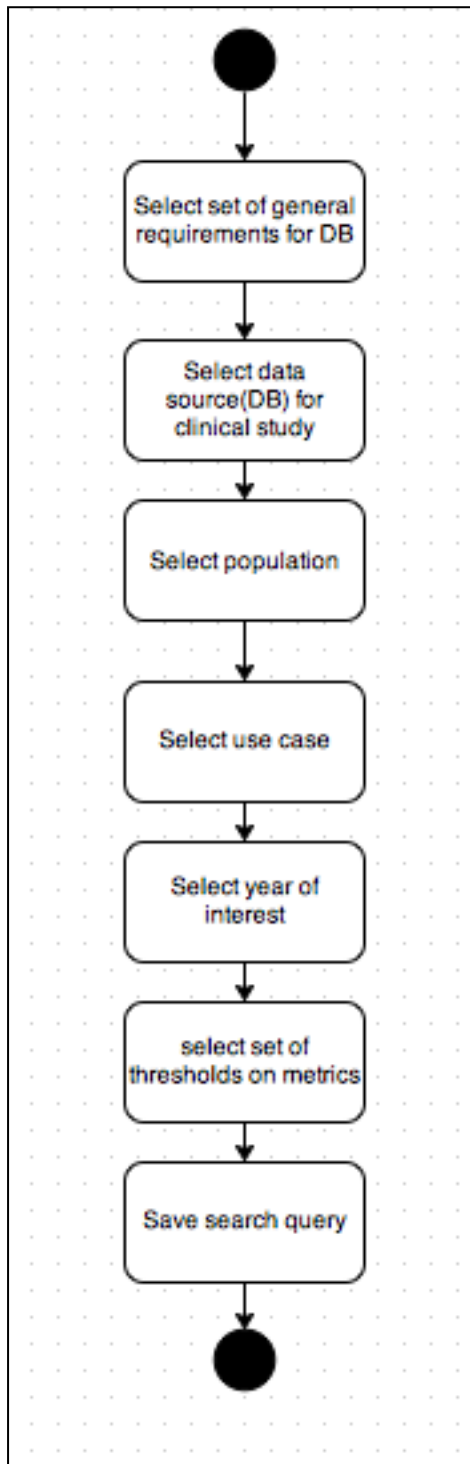 Select set of general
requirements for DB
Select data
source(DB) for
clinical study
Select population
Select use case
Select year of
interest
select set of
thresholds on metrics
Save search query